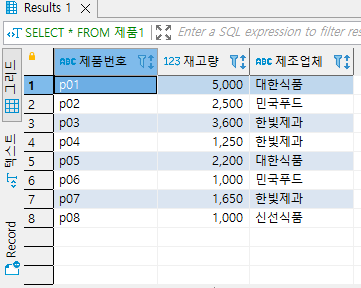 Results 1
SELECT * FROM 제품1
Enter a SQL expression to filter res
그리드
텍스트
Record
ABC 제품번호 123 재고량 ABC 제조업체
1 p01 5,000 대한식품
2 p02 2,500 민국푸드
3 p03 3,600 한빛제과
4 p04 1,250 한빛제과
5 p05 2,200 대한식품
6 p06 1,000 민국푸드
7 p07 1,650 한빛제과
8 p08 1,000 신선식품